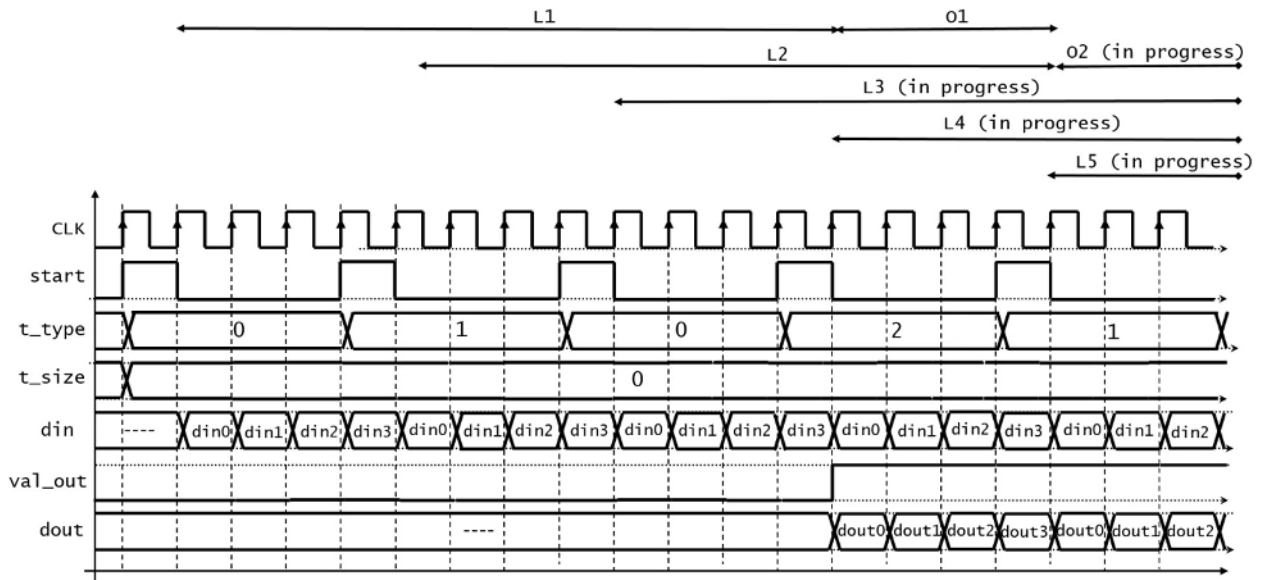 L1 O1
L2 O2 (in progress)
L3 (in progress)
L4 (in progress)
L5 (in progress)
CLK
start
t_type 0 1 0 2 1
t_size 0
din ---- din0 din1 din2 din3 din0 din1 din2 din3 din0 din1 din2 din3 din0 din1 din2 din3 din0 din1 din2
val_out
dout ---- dout0 dout1 dout2 dout3 dout0 dout1 dout2